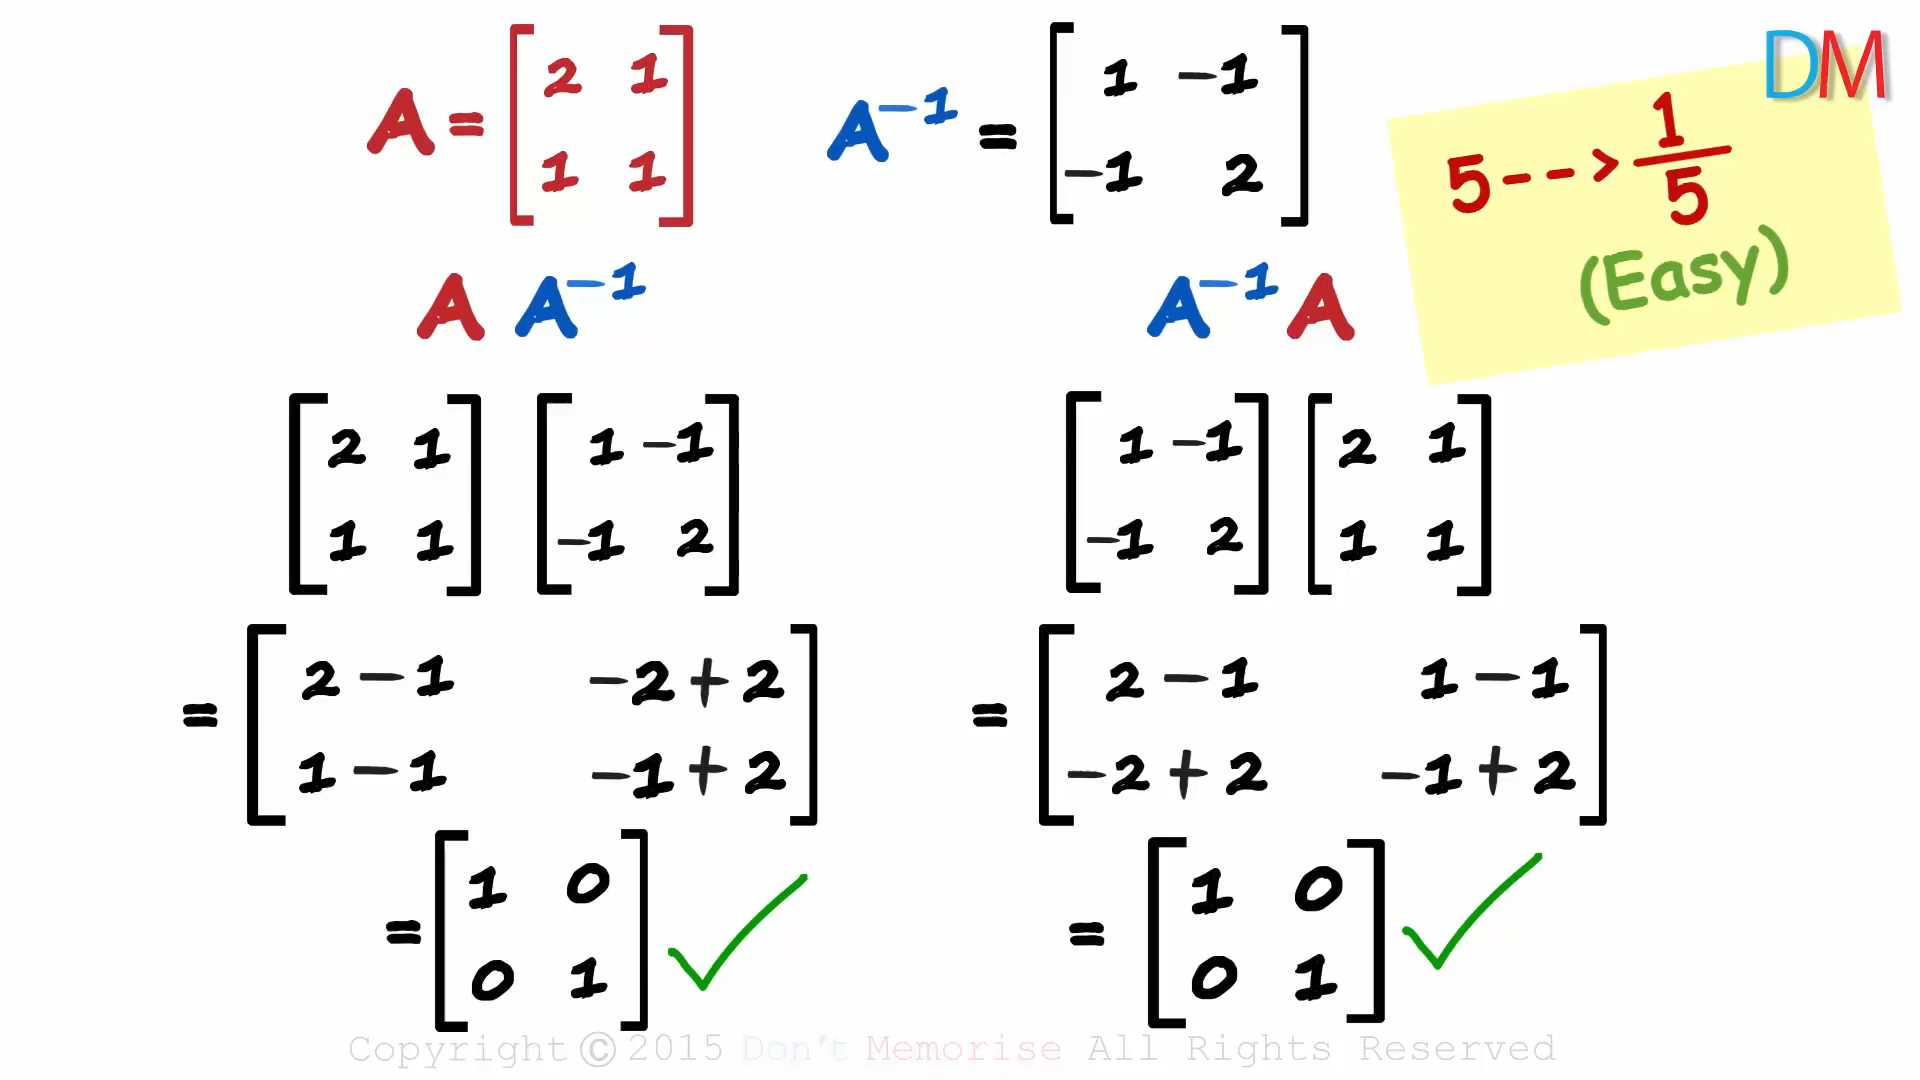 A = [ 2 1
1 1 ]
A⁻¹ = [ 1 −1
−1 2 ]
DM
5 --> 1/5
(Easy)
A A⁻¹
A⁻¹ A
[ 2 1
1 1 ] [ 1 −1
−1 2 ]
= [ 2 − 1 −2 + 2
1 − 1 −1 + 2 ]
= [ 1 0
0 1 ]
[ 1 −1
−1 2 ] [ 2 1
1 1 ]
= [ 2 − 1 1 − 1
−2 + 2 −1 + 2 ]
= [ 1 0
0 1 ]
Copyright © 2015 Don't Memorise All Rights Reserved